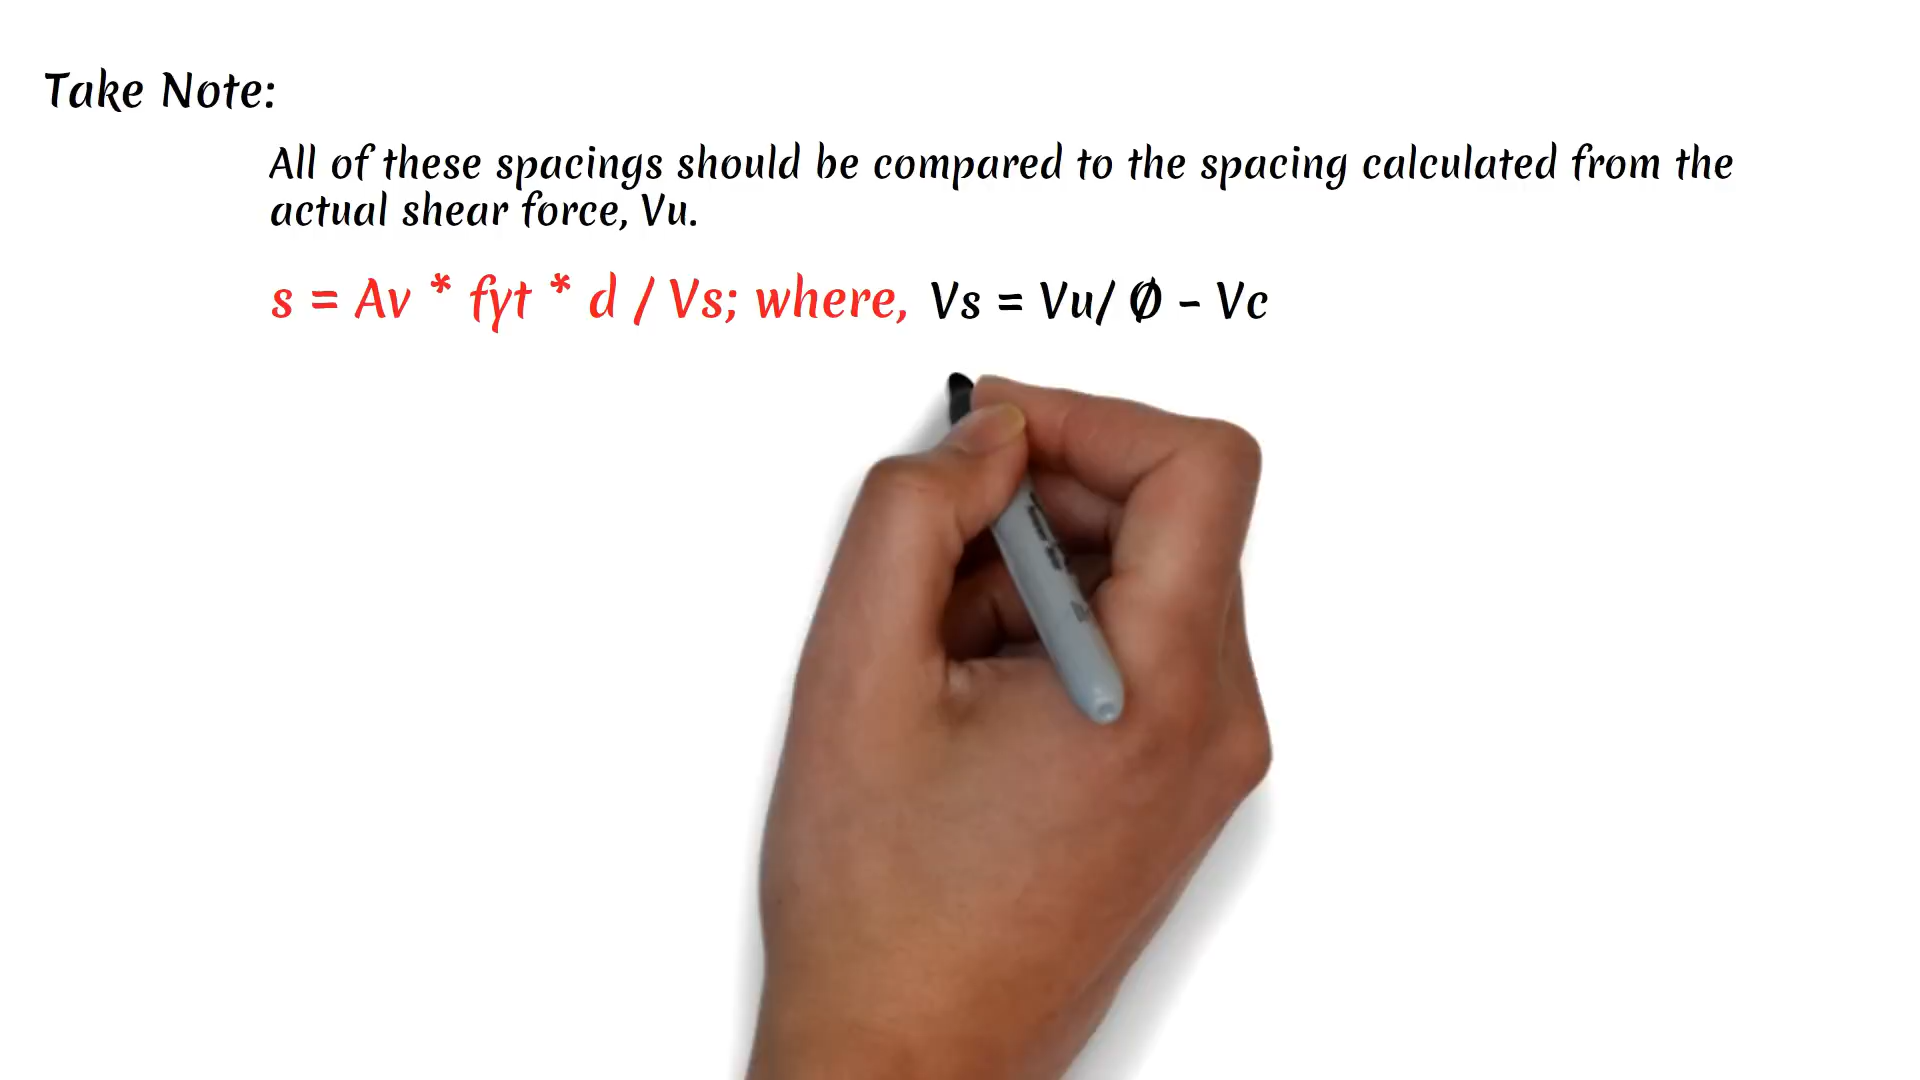 Take Note:
All of these spacings should be compared to the spacing calculated from the
actual shear force, Vu.
s = Av * fyt * d / Vs; where, Vs = Vu/ Ø - Vc